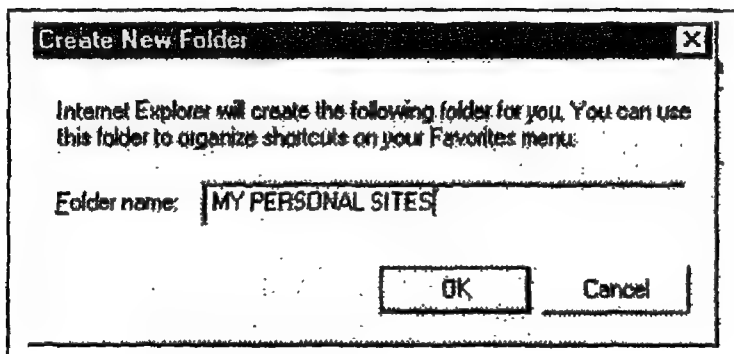 Create New Folder
Internet Explorer will create the following folder for you. You can use
this folder to organize shortcuts on your Favorites menu.
Folder name: MY PERSONAL SITES
OK Cancel